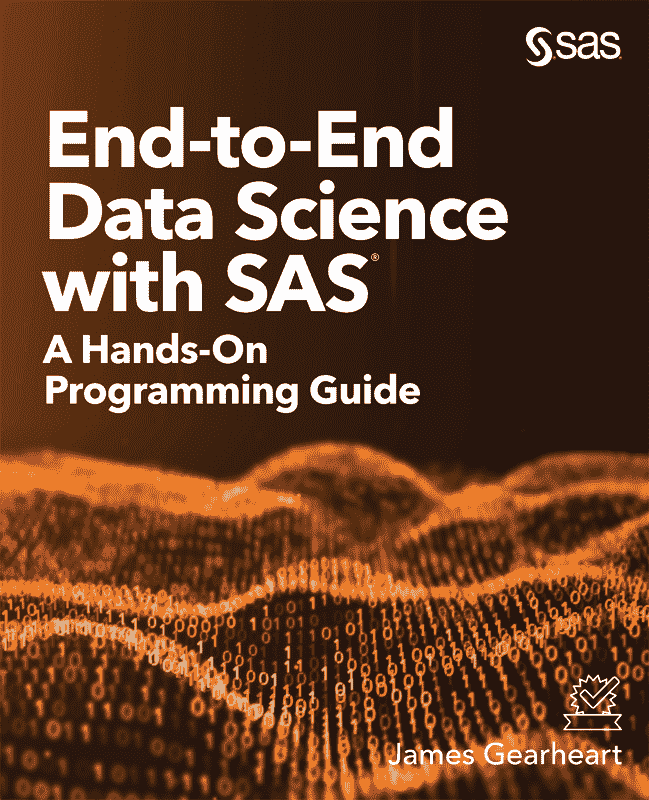 sas
End-to-End
Data Science
with SAS®
A Hands-On
Programming Guide
James Gearheart